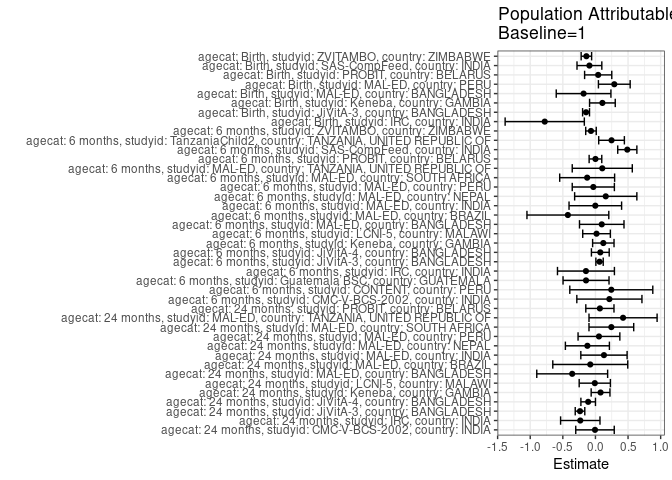 Population Attributable
Baseline=1
agecat: Birth, studyid: ZVITAMBO, country: ZIMBABWE
agecat: Birth, studyid: SAS-CompFeed, country: INDIA
agecat: Birth, studyid: PROBIT, country: BELARUS
agecat: Birth, studyid: MAL-ED, country: PERU
agecat: Birth, studyid: MAL-ED, country: BANGLADESH
agecat: Birth, studyid: Keneba, country: GAMBIA
agecat: Birth, studyid: JiVitA-3, country: BANGLADESH
agecat: Birth, studyid: IRC, country: INDIA
agecat: 6 months, studyid: ZVITAMBO, country: ZIMBABWE
agecat: 6 months, studyid: TanzaniaChild2, country: TANZANIA, UNITED REPUBLIC OF
agecat: 6 months, studyid: SAS-CompFeed, country: INDIA
agecat: 6 months, studyid: PROBIT, country: BELARUS
agecat: 6 months, studyid: MAL-ED, country: TANZANIA, UNITED REPUBLIC OF
agecat: 6 months, studyid: MAL-ED, country: SOUTH AFRICA
agecat: 6 months, studyid: MAL-ED, country: PERU
agecat: 6 months, studyid: MAL-ED, country: NEPAL
agecat: 6 months, studyid: MAL-ED, country: INDIA
agecat: 6 months, studyid: MAL-ED, country: BRAZIL
agecat: 6 months, studyid: MAL-ED, country: BANGLADESH
agecat: 6 months, studyid: LCNI-5, country: MALAWI
agecat: 6 months, studyid: Keneba, country: GAMBIA
agecat: 6 months, studyid: JiVitA-4, country: BANGLADESH
agecat: 6 months, studyid: JiVitA-3, country: BANGLADESH
agecat: 6 months, studyid: IRC, country: INDIA
agecat: 6 months, studyid: Guatemala BSC, country: GUATEMALA
agecat: 6 months, studyid: CONTENT, country: PERU
agecat: 6 months, studyid: CMC-V-BCS-2002, country: INDIA
agecat: 24 months, studyid: PROBIT, country: BELARUS
agecat: 24 months, studyid: MAL-ED, country: TANZANIA, UNITED REPUBLIC OF
agecat: 24 months, studyid: MAL-ED, country: SOUTH AFRICA
agecat: 24 months, studyid: MAL-ED, country: PERU
agecat: 24 months, studyid: MAL-ED, country: NEPAL
agecat: 24 months, studyid: MAL-ED, country: INDIA
agecat: 24 months, studyid: MAL-ED, country: BRAZIL
agecat: 24 months, studyid: MAL-ED, country: BANGLADESH
agecat: 24 months, studyid: LCNI-5, country: MALAWI
agecat: 24 months, studyid: Keneba, country: GAMBIA
agecat: 24 months, studyid: JiVitA-4, country: BANGLADESH
agecat: 24 months, studyid: JiVitA-3, country: BANGLADESH
agecat: 24 months, studyid: IRC, country: INDIA
agecat: 24 months, studyid: CMC-V-BCS-2002, country: INDIA
-1.5 -1.0 -0.5 0.0 0.5 1.0
Estimate